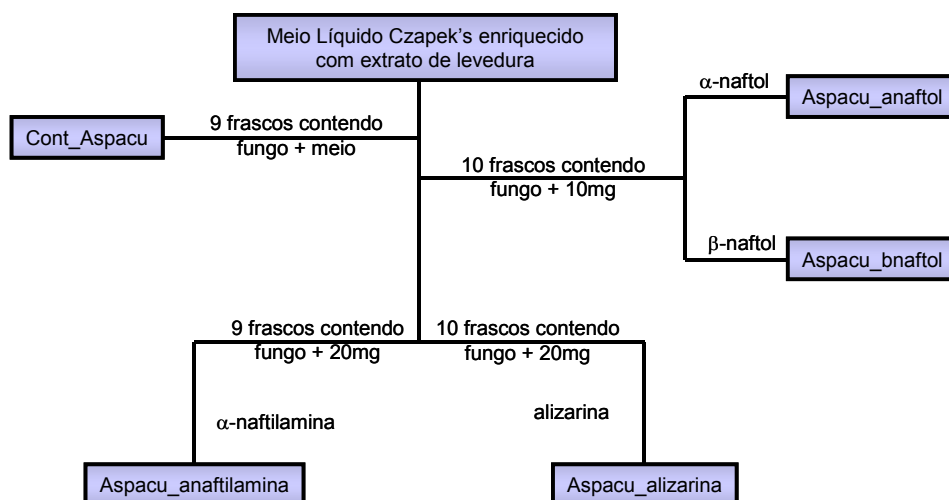 Meio Líquido Czapek's enriquecido
com extrato de levedura
α-naftol
Aspacu_anaftol
Cont_Aspacu
9 frascos contendo
fungo + meio
10 frascos contendo
fungo + 10mg
β-naftol
Aspacu_bnaftol
9 frascos contendo
fungo + 20mg
10 frascos contendo
fungo + 20mg
α-naftilamina
alizarina
Aspacu_anaftilamina
Aspacu_alizarina